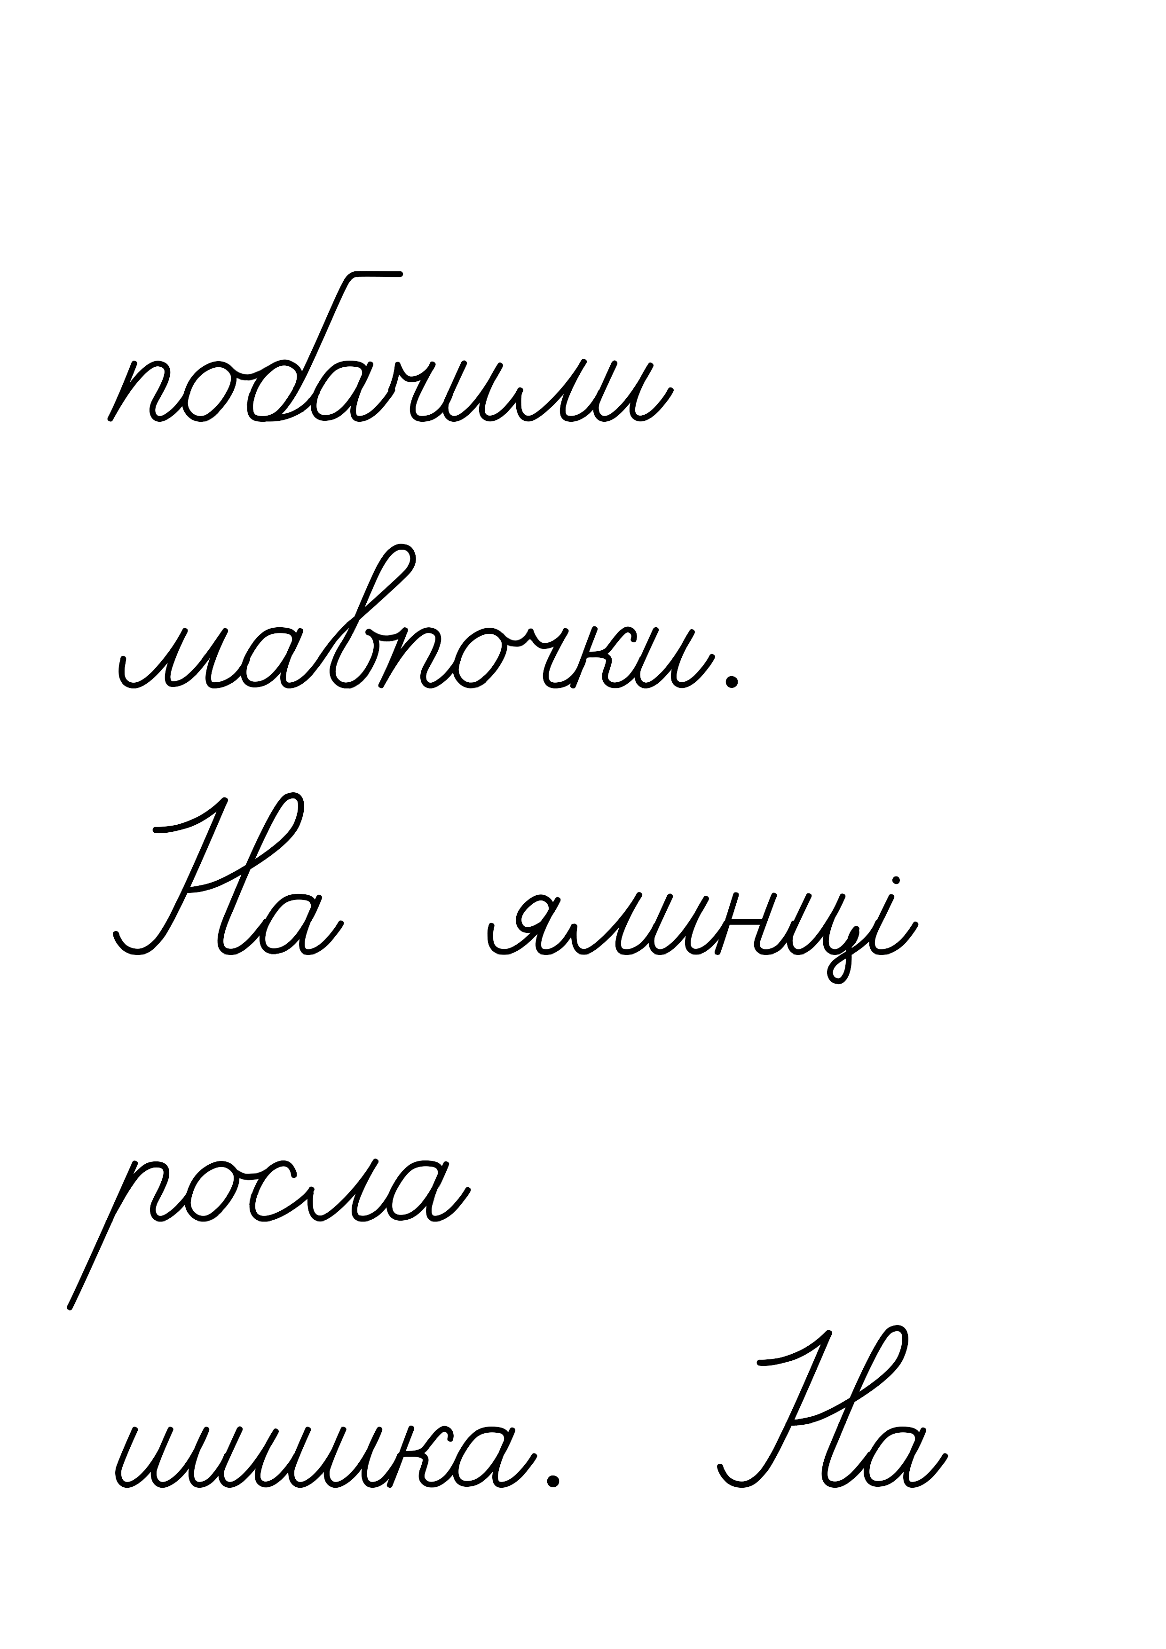 побачили
мавпочки.
На ялинці
росла
шишка. На